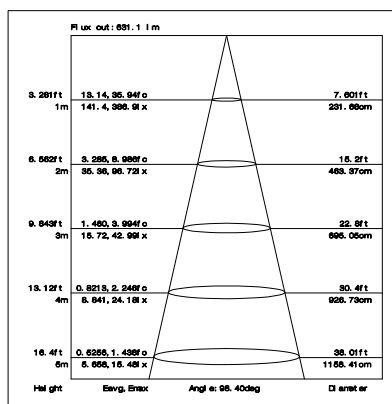 Flux out: 631.1 lm
3.281ft 13.14, 35.94fc 7.601ft
1m 141.4, 386.9lx 231.68cm
6.562ft 3.285, 8.986fc 15.2ft
2m 35.36, 96.72lx 463.37cm
9.843ft 1.460, 3.994fc 22.8ft
3m 15.72, 42.99lx 695.05cm
13.12ft 0.8213, 2.246fc 30.4ft
4m 8.841, 24.18lx 926.73cm
16.4ft 0.5256, 1.438fc 38.01ft
5m 5.658, 15.48lx 1158.41cm
Height Eavg, Emax Angle: 98.40deg Diameter